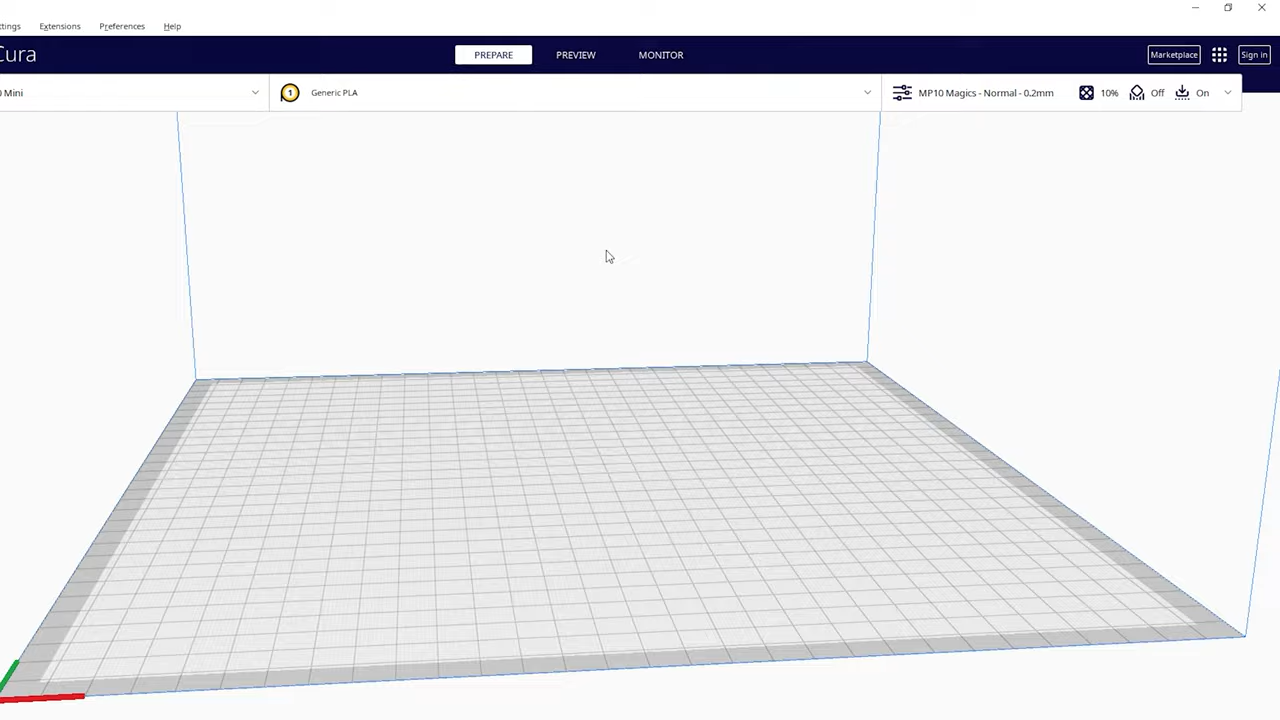 Extensions Preferences Help
Cura PREPARE PREVIEW MONITOR Marketplace Sign in
Mini 1 Generic PLA MP10 Magics - Normal - 0.2mm 10% Off On